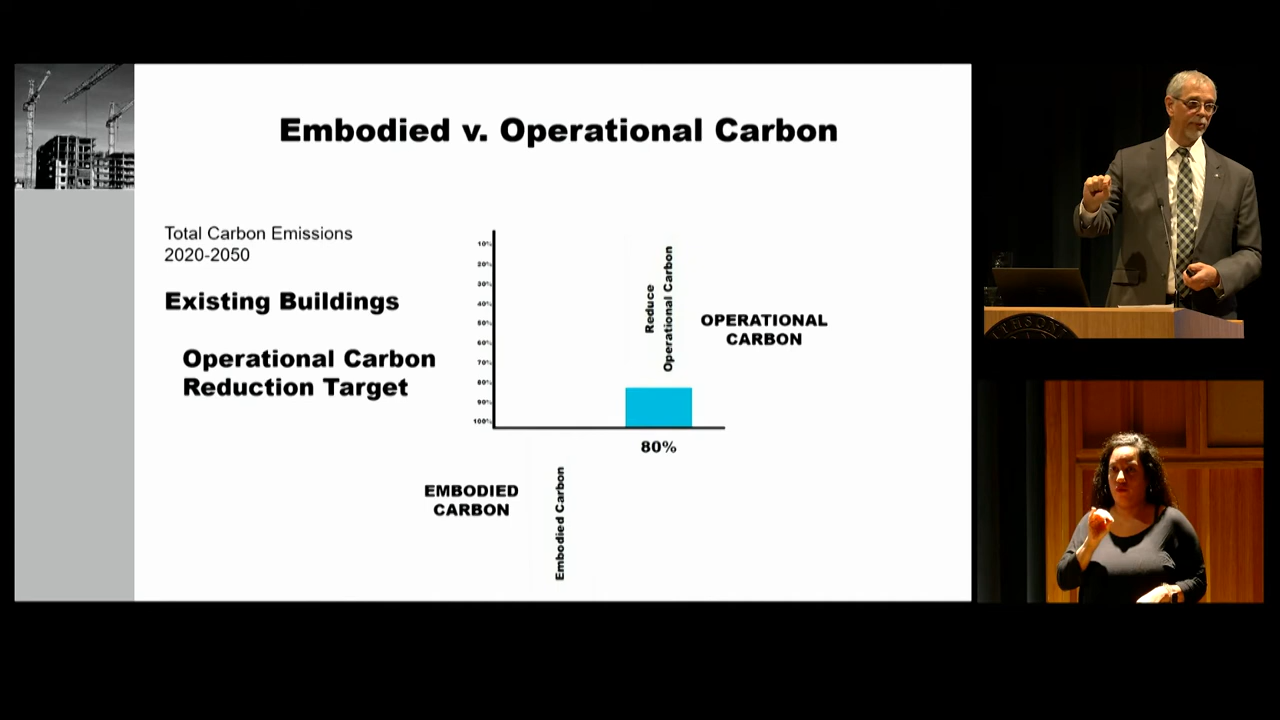 Embodied v. Operational Carbon
Total Carbon Emissions
2020-2050
Existing Buildings
Operational Carbon
Reduction Target
10%
20%
30%
40%
50%
60%
70%
80%
90%
100%
Reduce
Operational Carbon
OPERATIONAL
CARBON
80%
EMBODIED
CARBON
Embodied Carbon